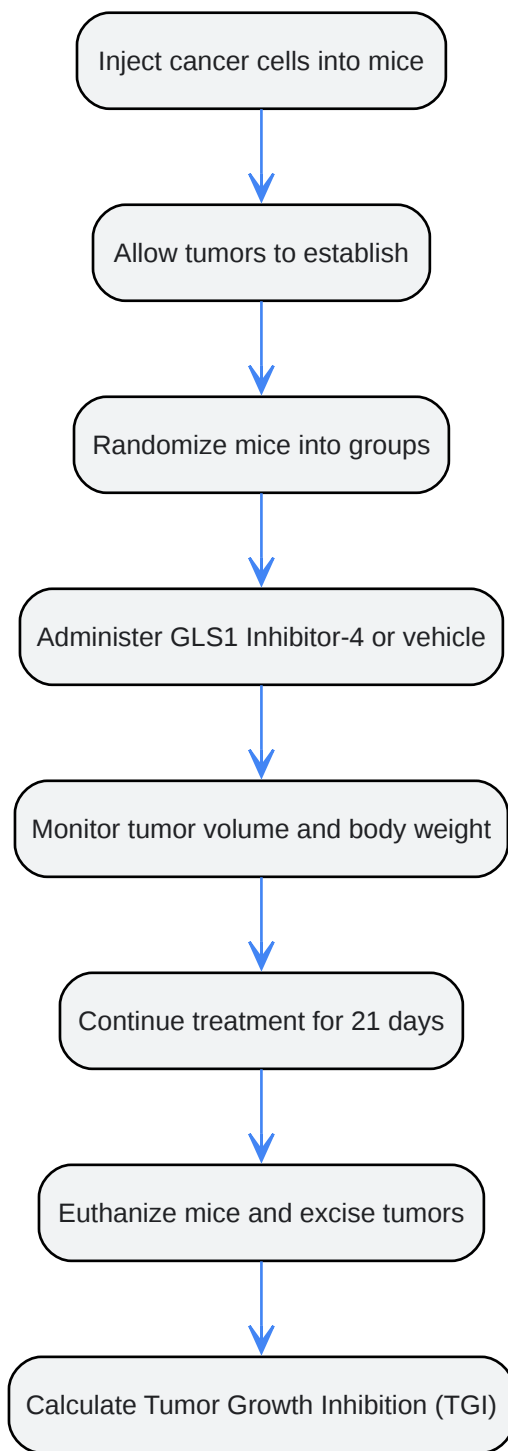 Inject cancer cells into mice
Allow tumors to establish
Randomize mice into groups
Administer GLS1 Inhibitor-4 or vehicle
Monitor tumor volume and body weight
Continue treatment for 21 days
Euthanize mice and excise tumors
Calculate Tumor Growth Inhibition (TGI)